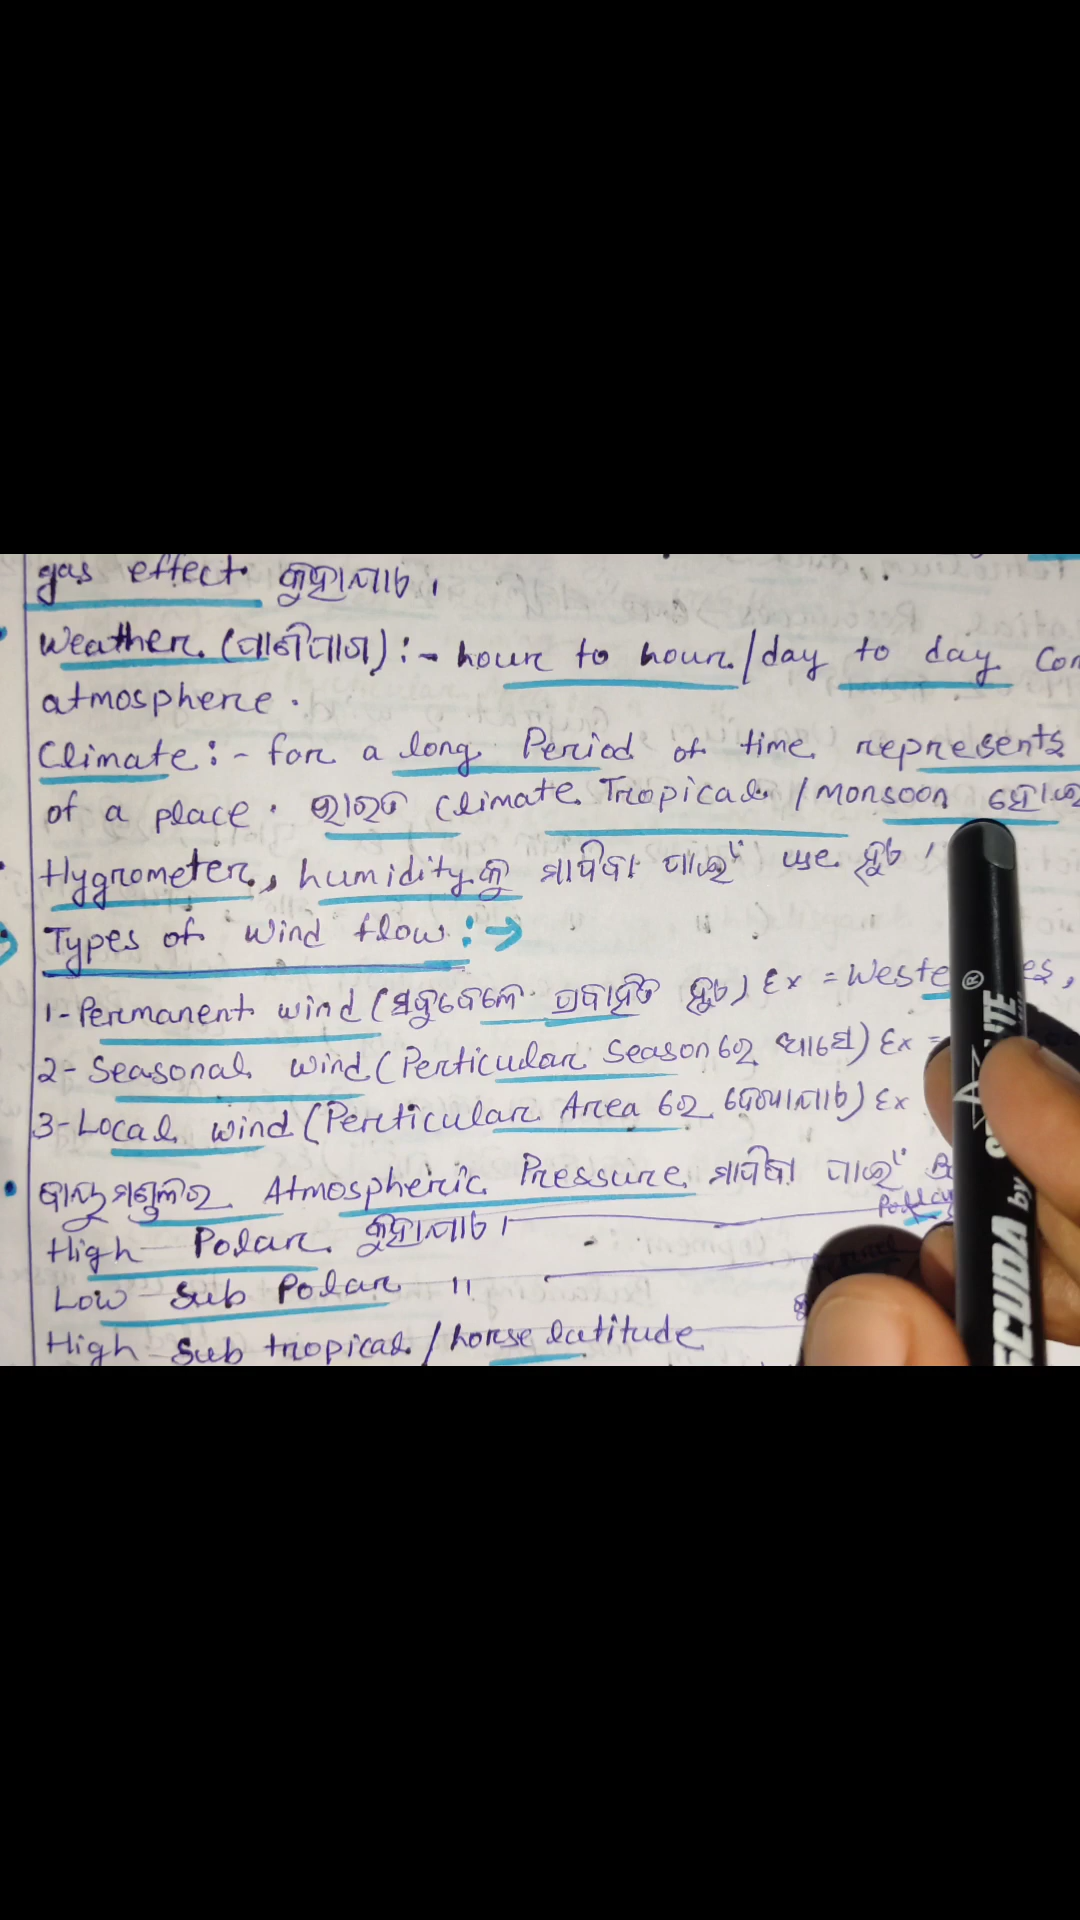 gas effect. କୁହାଯାଏ ।
Weather (ପାଣିପାଗ) :- hour to hour/day to day
atmosphere.
Climate :- for a long Period of time represents
of a place. ଭାରତ climate Tropical /monsoon
Hygrometer, humidity କୁ ମାପିବା ପାଇଁ use ହୁଏ ।
Types of wind flow :→
1- Permanent wind (ସବୁବେଳେ ପ୍ରବାହିତ ହୁଏ) Ex =
2- Seasonal wind (Perticular Season ରେ ଆସେ) Ex =
3- Local wind (Perticular Area ରେ ଦେଖାଯାଏ) Ex
ବାୟୁମଣ୍ଡଳର Atmospheric Pressure ମାପିବା ପାଇଁ
High - Polar କୁହାଯାଏ ।
Low - Sub Polar "
High - Sub tropical /horse latitude
by